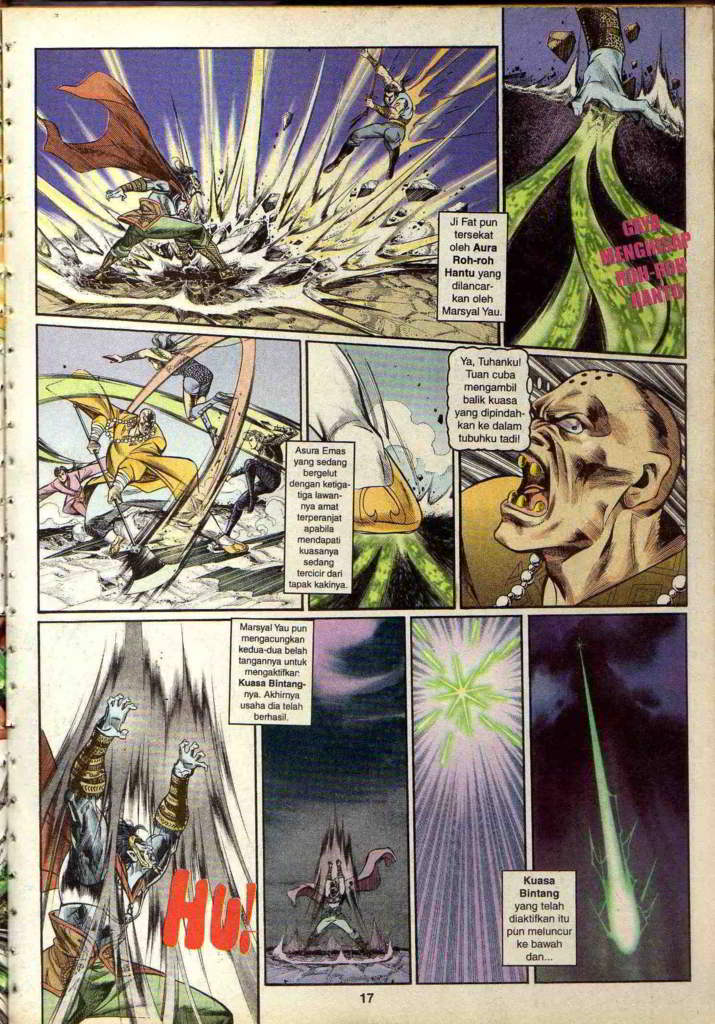 Ji Fat pun
tersekat
oleh Aura
Roh-roh
Hantu yang
dilancar-
kan oleh
Marsyal Yau.
GAYA
MENGHISAP
ROH-ROH
HANTU
Asura Emas
yang sedang
bergelut
dengan ketiga-
tiga lawan-
nya amat
terperanjat
apabila
mendapati
kuasanya
sedang
tercicir dari
tapak kakinya.
Ya, Tuhanku!
Tuan cuba
mengambil
balik kuasa
yang dipindah-
kan ke dalam
tubuhku tadi!
Marsyal Yau pun
mengacungkan
kedua-dua belah
tangannya untuk
mengaktifkan
Kuasa Bintang-
nya. Akhirnya
usaha dia telah
berhasil.
HU!
Kuasa
Bintang
yang telah
diaktifkan itu
pun meluncur
ke bawah
dan...
17